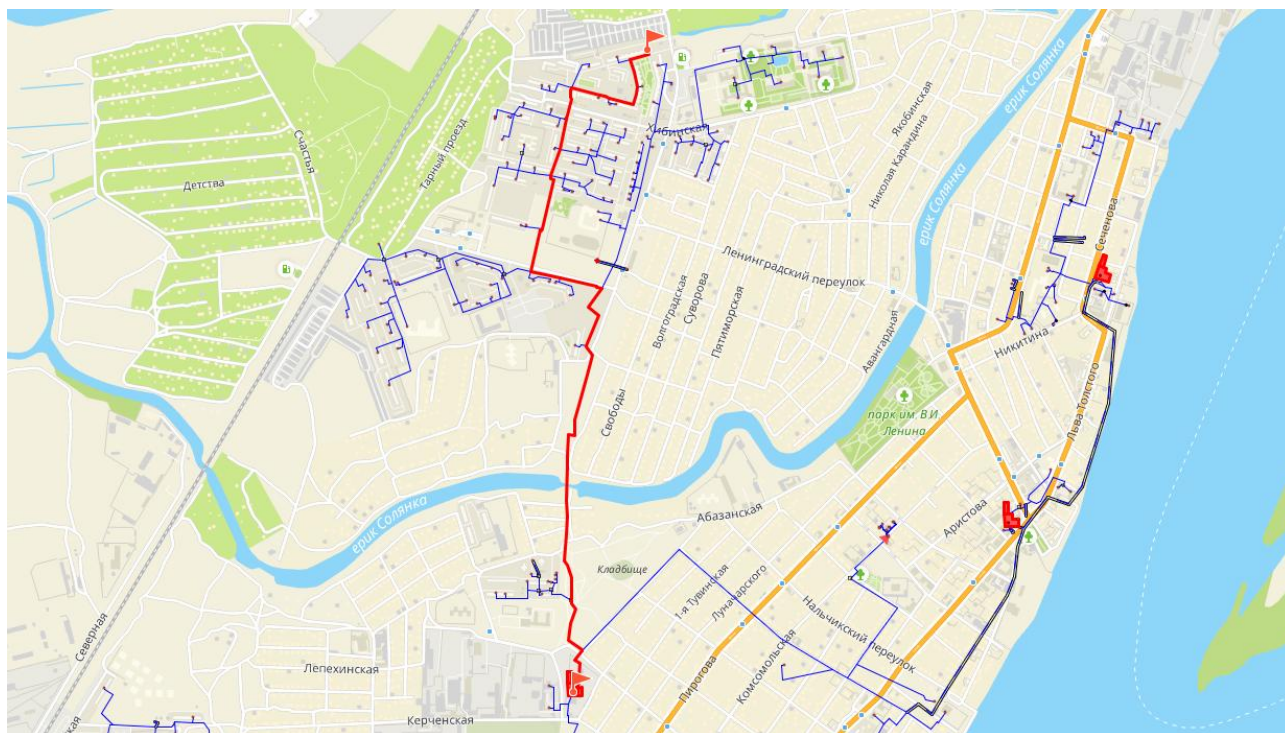 ерик Солянка
Якобинская
Николая Карандина
Хибинская
Счастья
Тарный проезд
Детства
ерик Солянка
Сеченова
Ленинградский переулок
Волгоградская
Суворова
Пятиморская
Авангардная
Никитина
Льва Толстого
Свободы
парк им. В И
Ленина
ерик Солянка
Абазанская
Аристова
Кладбище
1-я Тувинская
Луначарского
Нальчикский переулок
Северная
Лепехинская
Пирогова
Комсомольская
Керченская
ская